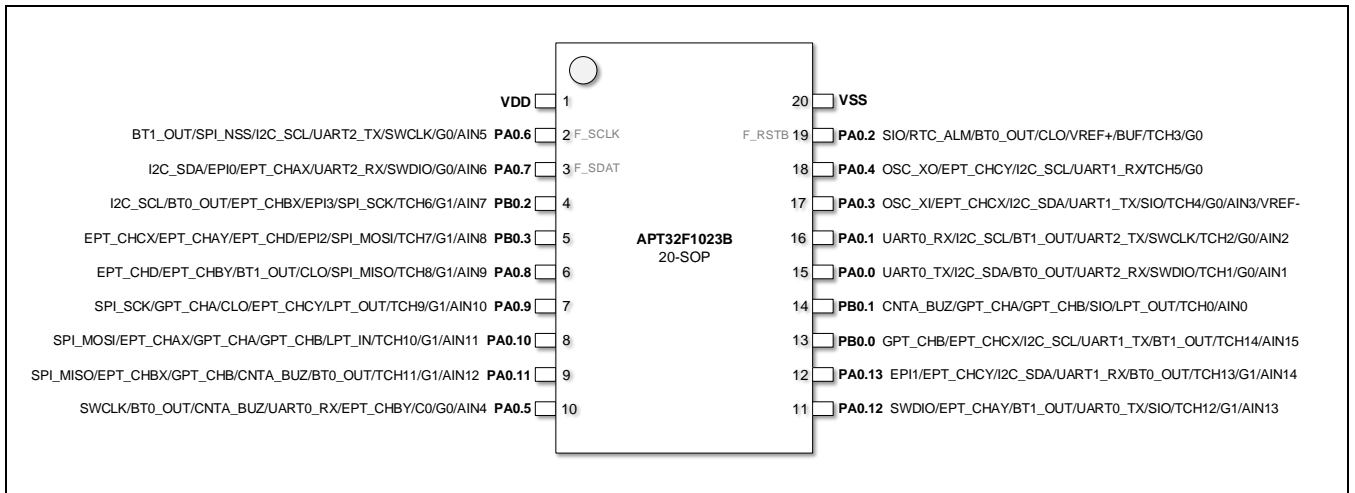 VDD 1 20 VSS
BT1_OUT/SPI_NSS/I2C_SCL/UART2_TX/SWCLK/G0/AIN5 PA0.6 2 F_SCLK F_RSTB 19 PA0.2 SIO/RTC_ALM/BT0_OUT/CLO/VREF+/BUF/TCH3/G0
I2C_SDA/EPI0/EPT_CHAX/UART2_RX/SWDIO/G0/AIN6 PA0.7 3 F_SDAT 18 PA0.4 OSC_XO/EPT_CHCY/I2C_SCL/UART1_RX/TCH5/G0
I2C_SCL/BT0_OUT/EPT_CHBX/EPI3/SPI_SCK/TCH6/G1/AIN7 PB0.2 4 17 PA0.3 OSC_XI/EPT_CHCX/I2C_SDA/UART1_TX/SIO/TCH4/G0/AIN3/VREF-
EPT_CHCX/EPT_CHAY/EPT_CHD/EPI2/SPI_MOSI/TCH7/G1/AIN8 PB0.3 5 APT32F1023B 16 PA0.1 UART0_RX/I2C_SCL/BT1_OUT/UART2_TX/SWCLK/TCH2/G0/AIN2
20-SOP
EPT_CHD/EPT_CHBY/BT1_OUT/CLO/SPI_MISO/TCH8/G1/AIN9 PA0.8 6 15 PA0.0 UART0_TX/I2C_SDA/BT0_OUT/UART2_RX/SWDIO/TCH1/G0/AIN1
SPI_SCK/GPT_CHA/CLO/EPT_CHCY/LPT_OUT/TCH9/G1/AIN10 PA0.9 7 14 PB0.1 CNTA_BUZ/GPT_CHA/GPT_CHB/SIO/LPT_OUT/TCH0/AIN0
SPI_MOSI/EPT_CHAX/GPT_CHA/GPT_CHB/LPT_IN/TCH10/G1/AIN11 PA0.10 8 13 PB0.0 GPT_CHB/EPT_CHCX/I2C_SCL/UART1_TX/BT1_OUT/TCH14/AIN15
SPI_MISO/EPT_CHBX/GPT_CHB/CNTA_BUZ/BT0_OUT/TCH11/G1/AIN12 PA0.11 9 12 PA0.13 EPI1/EPT_CHCY/I2C_SDA/UART1_RX/BT0_OUT/TCH13/G1/AIN14
SWCLK/BT0_OUT/CNTA_BUZ/UART0_RX/EPT_CHBY/C0/G0/AIN4 PA0.5 10 11 PA0.12 SWDIO/EPT_CHAY/BT1_OUT/UART0_TX/SIO/TCH12/G1/AIN13